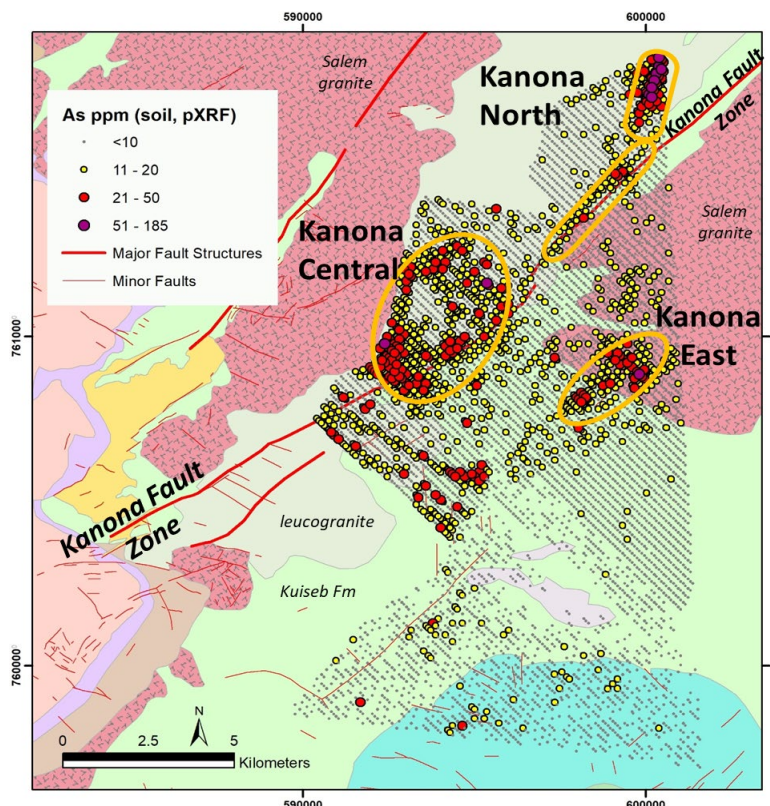 590000
600000
Salem
granite
Kanona
North
Kanona Fault
Zone
As ppm (soil, pXRF)
<10
11 - 20
21 - 50
51 - 185
Major Fault Structures
Minor Faults
Salem
granite
Kanona
Central
Kanona
East
761000
761000
Kanona Fault
Zone
leucogranite
Kuiseb Fm
760000
760000
N
0
2.5
5
Kilometers
590000
600000